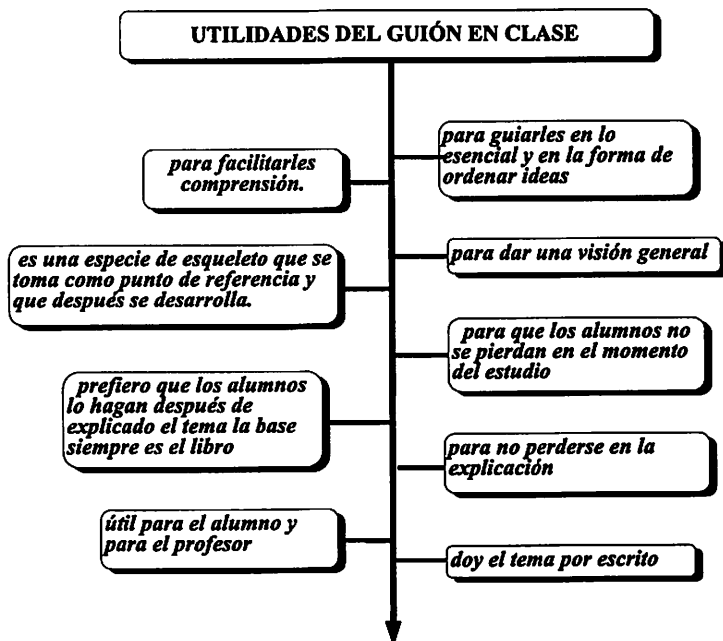 UTILIDADES DEL GUIÓN EN CLASE
para guiarles en lo
esencial y en la forma de
ordenar ideas
para facilitarles
comprensión.
para dar una visión general
es una especie de esqueleto que se
toma como punto de referencia y
que después se desarrolla.
para que los alumnos no
se pierdan en el momento
del estudio
prefiero que los alumnos
lo hagan después de
explicado el tema la base
siempre es el libro
para no perderse en la
explicación
útil para el alumno y
para el profesor
doy el tema por escrito